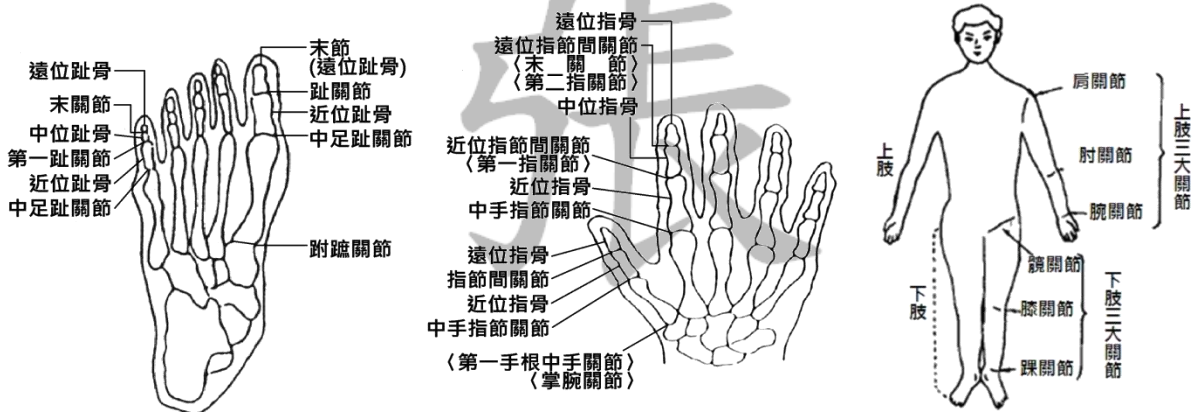 遠位趾骨
末關節
中位趾骨
第一趾關節
近位趾骨
中足趾關節
末節
(遠位趾骨)
趾關節
近位趾骨
中足趾關節
跗蹠關節
張
遠位指骨
遠位指節間關節
〈末關節〉
〈第二指關節〉
中位指骨
近位指節間關節
〈第一指關節〉
近位指骨
中手指節關節
遠位指骨
指節間關節
近位指骨
中手指節關節
〈第一手根中手關節〉
〈掌腕關節〉
上肢
下肢
肩關節
肘關節
腕關節
上肢三大關節
髖關節
膝關節
踝關節
下肢三大關節